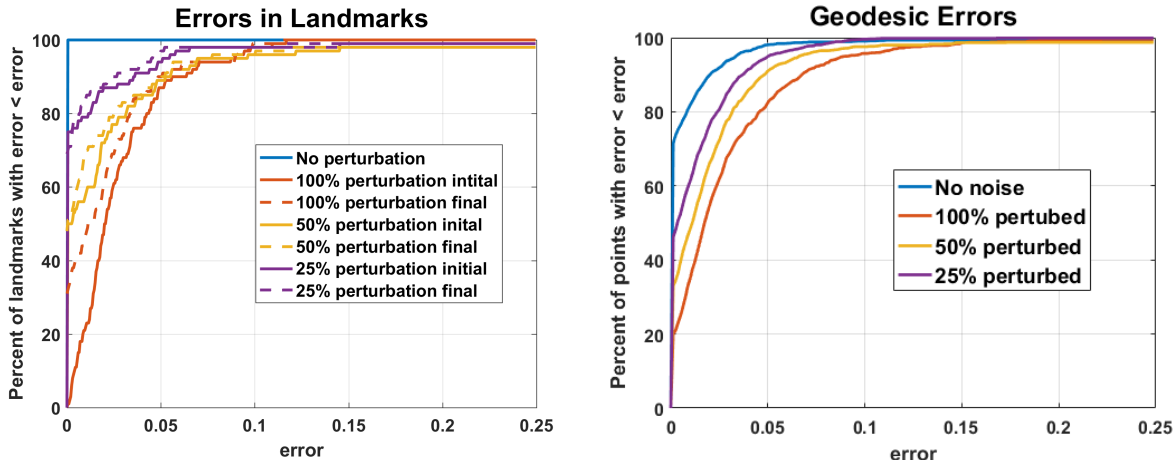 Errors in Landmarks
Percent of landmarks with error < error
100
80
60
40
20
0
No perturbation
100% perturbation intital
100% perturbation final
50% perturbation inital
50% perturbation final
25% perturbation initial
25% perturbation final
0 0.05 0.1 0.15 0.2 0.25
error
Geodesic Errors
Percent of points with error < error
100
80
60
40
20
0
No noise
100% pertubed
50% perturbed
25% perturbed
0 0.05 0.1 0.15 0.2 0.25
error